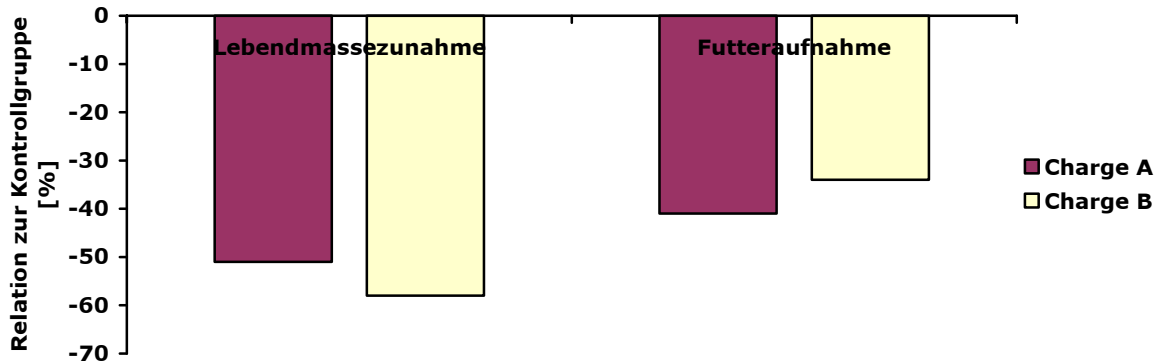 Relation zur Kontrollgruppe
[%]
0
-10
-20
-30
-40
-50
-60
-70
Lebendmassezunahme
Futteraufnahme
Charge A
Charge B